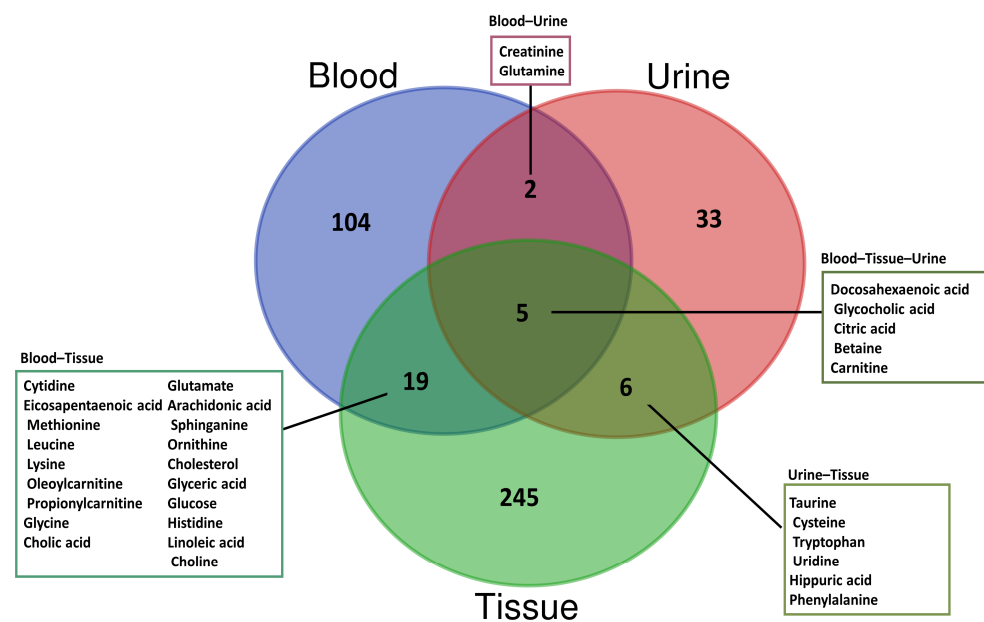 Blood–Urine
Creatinine
Glutamine
Blood
Urine
2
104
33
Blood–Tissue–Urine
Docosahexaenoic acid
Glycocholic acid
Citric acid
Betaine
Carnitine
5
Blood–Tissue
Cytidine Glutamate
Eicosapentaenoic acid Arachidonic acid
Methionine Sphinganine
Leucine Ornithine
Lysine Cholesterol
Oleoylcarnitine Glyceric acid
Propionylcarnitine Glucose
Glycine Histidine
Cholic acid Linoleic acid
Choline
19
6
Urine–Tissue
Taurine
Cysteine
Tryptophan
Uridine
Hippuric acid
Phenylalanine
245
Tissue